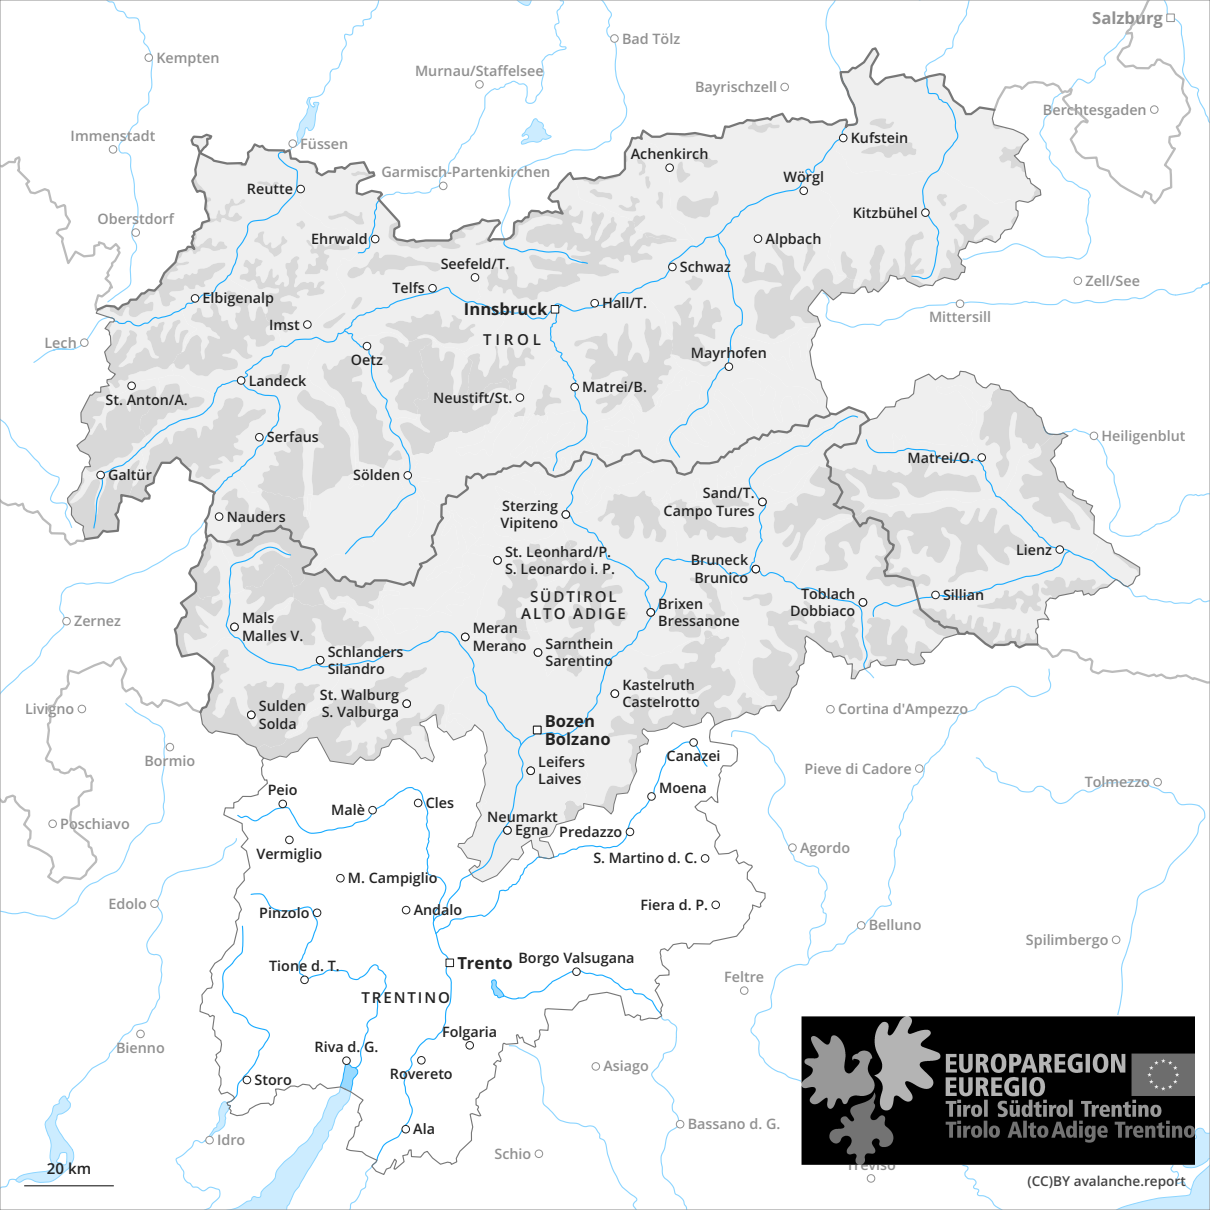 Salzburg
Bad Tölz
Kempten
Murnau/Staffelsee
Bayrischzell
Berchtesgaden
Immenstadt
Füssen
Kufstein
Achenkirch
Garmisch-Partenkirchen
Wörgl
Reutte
Oberstdorf
Kitzbühel
Ehrwald
Alpbach
Seefeld/T.
Schwaz
Zell/See
Telfs
Elbigenalp
Hall/T.
Innsbruck
Mittersill
Imst
TIROL
Lech
Oetz
Mayrhofen
Landeck
Matrei/B.
St. Anton/A.
Neustift/St.
Serfaus
Heiligenblut
Matrei/O.
Galtür
Sölden
Sand/T.
Campo Tures
Sterzing
Vipiteno
Nauders
Lienz
St. Leonhard/P.
S. Leonardo i. P.
Bruneck
Brunico
SÜDTIROL
ALTO ADIGE
Toblach
Dobbiaco
Sillian
Brixen
Bressanone
Zernez
Mals
Malles V.
Meran
Merano
Sarnthein
Sarentino
Schlanders
Silandro
Kastelruth
Castelrotto
St. Walburg
S. Valburga
Sulden
Solda
Livigno
Cortina d'Ampezzo
Bozen
Bolzano
Bormio
Canazei
Leifers
Laives
Pieve di Cadore
Tolmezzo
Peio
Moena
Malè
Cles
Neumarkt
Egna
Poschiavo
Predazzo
Vermiglio
Agordo
S. Martino d. C.
M. Campiglio
Edolo
Pinzolo
Andalo
Fiera d. P.
Belluno
Spilimbergo
Borgo Valsugana
Trento
Tione d. T.
Feltre
TRENTINO
Folgaria
Bienno
Riva d. G.
Rovereto
Asiago
Storo
EUROPAREGION
EUREGIO
Tirol Südtirol Trentino
Tirolo Alto Adige Trentino
Ala
Bassano d. G.
Idro
Schio
Treviso
20 km
(CC)BY avalanche.report